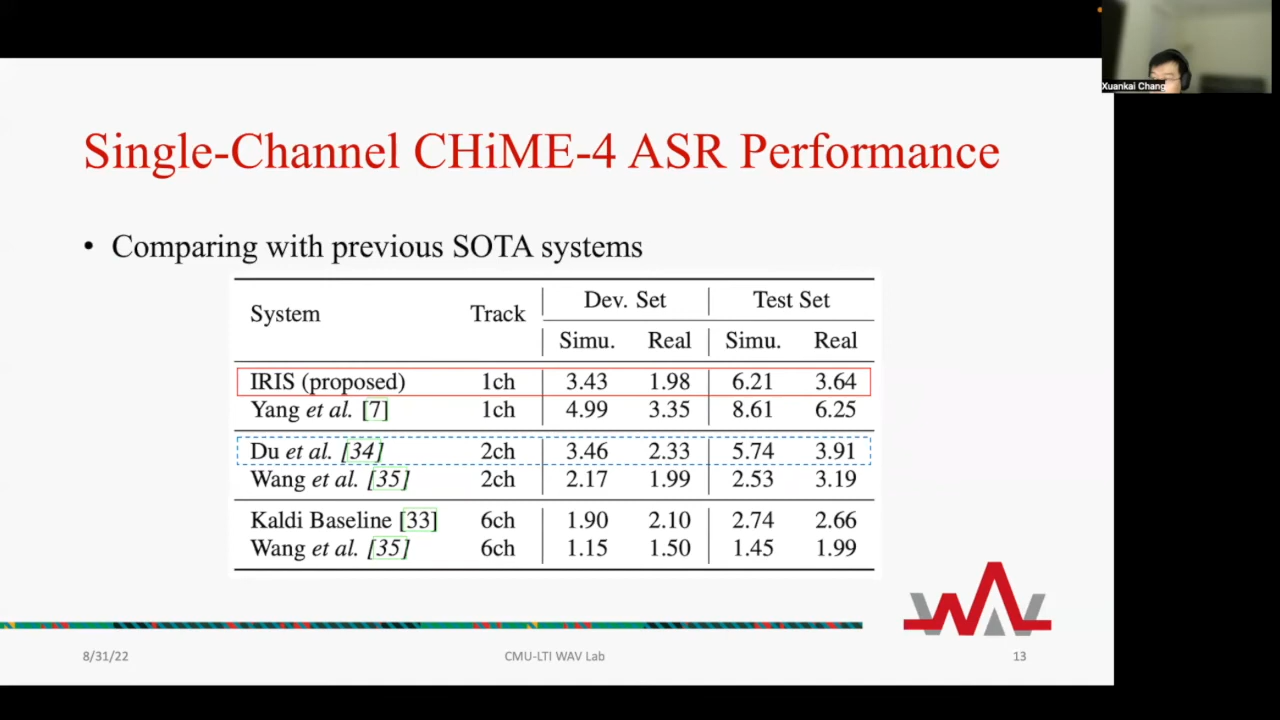 Xuankai Chang
Single-Channel CHiME-4 ASR Performance
• Comparing with previous SOTA systems
System Track Dev. Set Test Set
Simu. Real Simu. Real
IRIS (proposed) 1ch 3.43 1.98 6.21 3.64
Yang et al. [7] 1ch 4.99 3.35 8.61 6.25
Du et al. [34] 2ch 3.46 2.33 5.74 3.91
Wang et al. [35] 2ch 2.17 1.99 2.53 3.19
Kaldi Baseline [33] 6ch 1.90 2.10 2.74 2.66
Wang et al. [35] 6ch 1.15 1.50 1.45 1.99
WAV
8/31/22 CMU-LTI WAV Lab 13